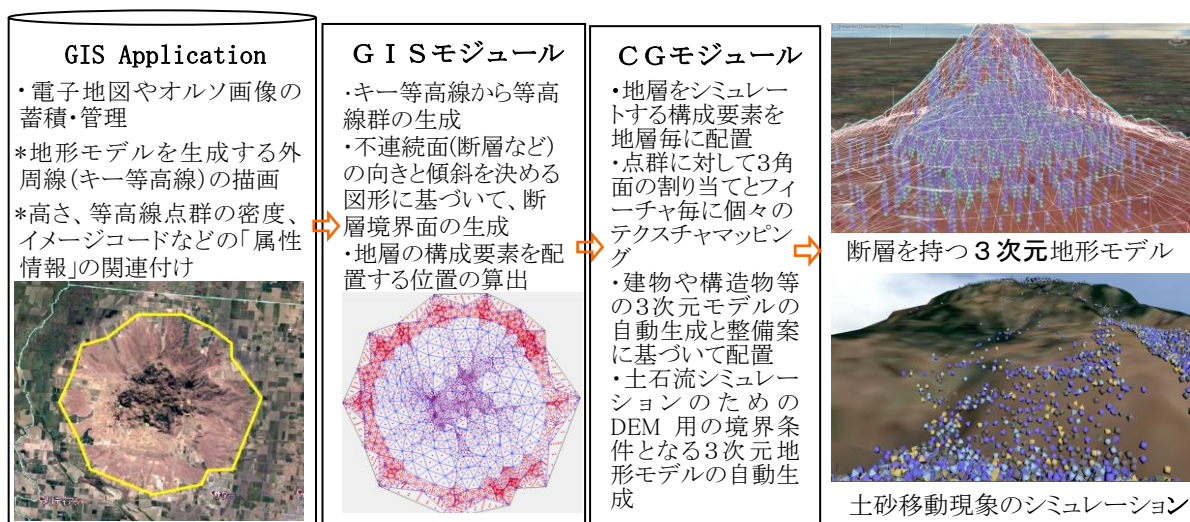 GIS Application
・電子地図やオルソ画像の
蓄積・管理
*地形モデルを生成する外
周線(キー等高線)の描画
*高さ、等高線点群の密度、
イメージコードなどの「属性
情報」の関連付け
サター
GISモジュール
・キー等高線から等高
線群の生成
・不連続面(断層など)
の向きと傾斜を決める
図形に基づいて、断
層境界面の生成
・地層の構成要素を配
置する位置の算出
CGモジュール
・地層をシミュレー
トする構成要素を
地層毎に配置
・点群に対して3角
面の割り当てとフィ
ーチャ毎に個々の
テクスチャマッピン
グ
・建物や構造物等
の3次元モデルの
自動生成と整備案
に基づいて配置
・土石流シミュレー
ションのための
DEM 用の境界条
件となる3次元地
形モデルの自動生
成
断層を持つ3次元地形モデル
土砂移動現象のシミュレーション